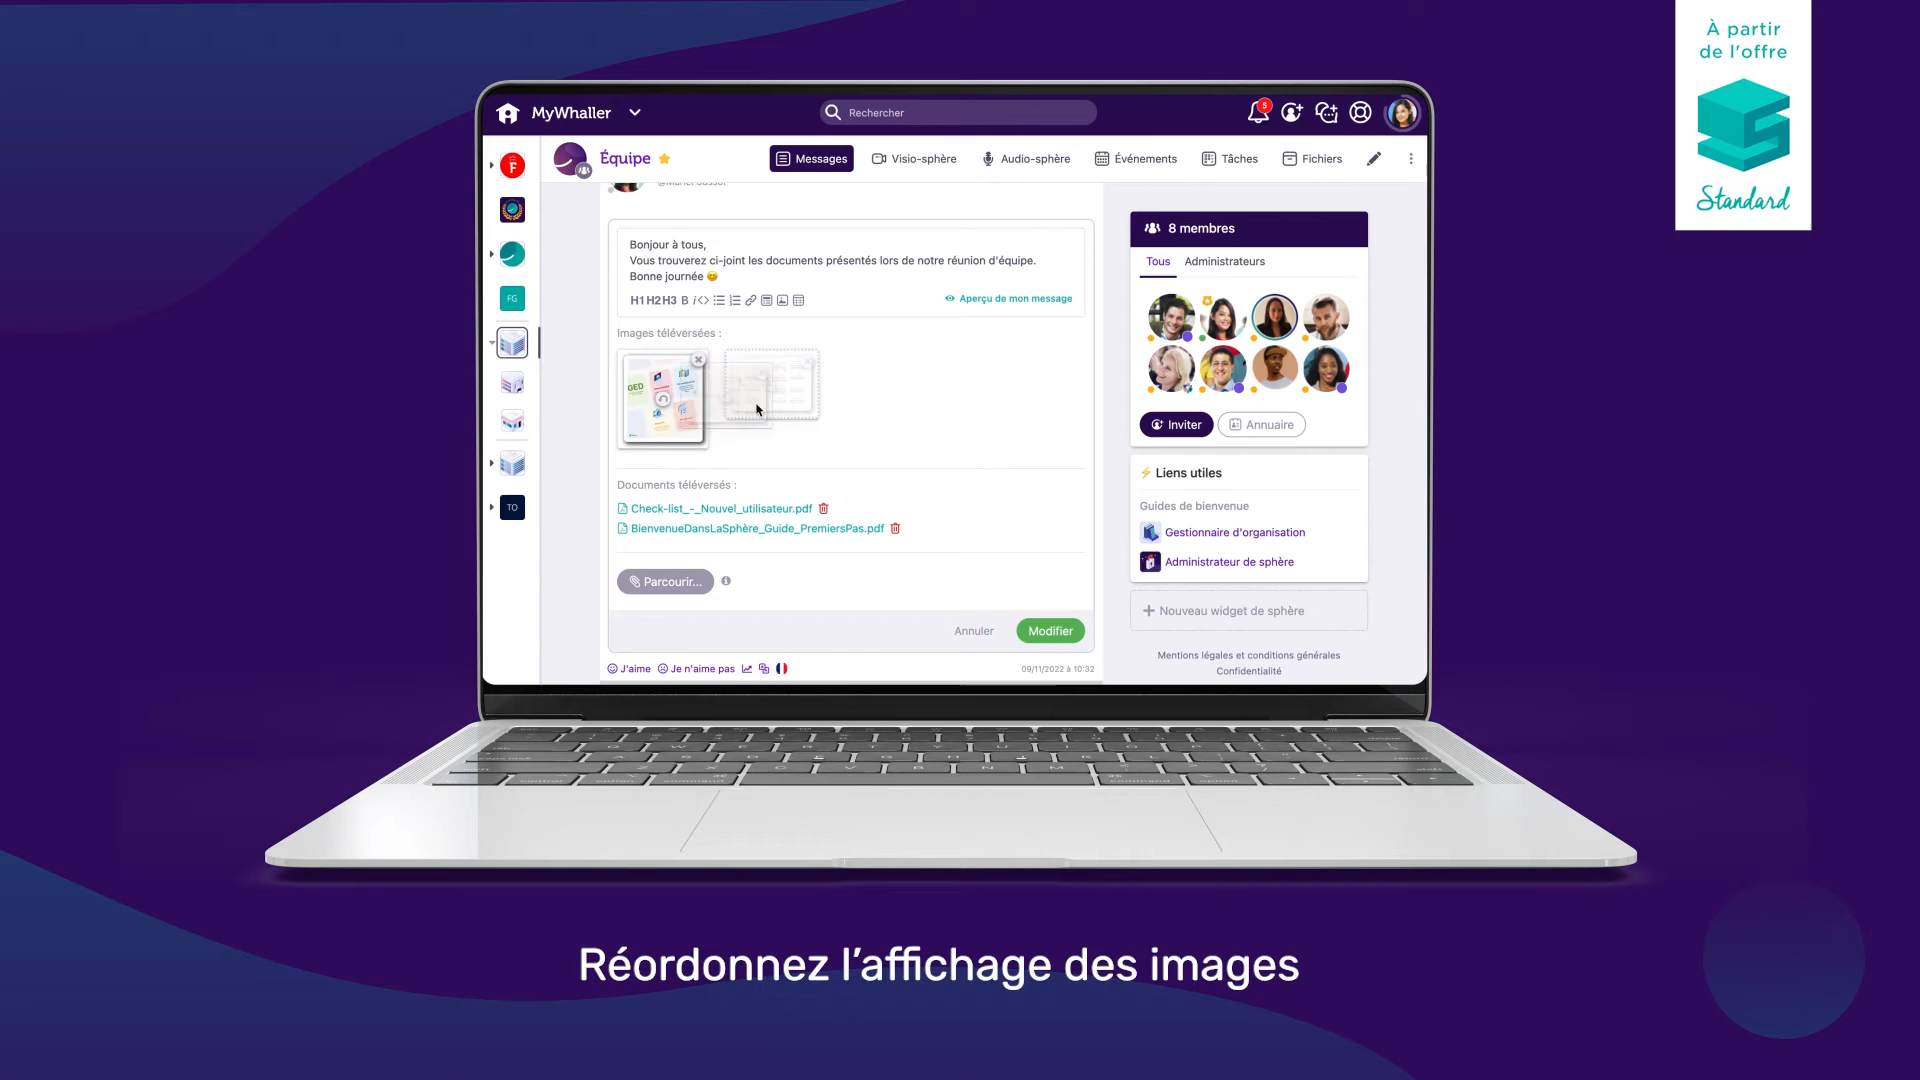 À partir
de l'offre
Standard
MyWhaller
Rechercher
5
F
Équipe
Messages
Visio-sphère
Audio-sphère
Événements
Tâches
Fichiers
FG
TO
Bonjour à tous,
Vous trouverez ci-joint les documents présentés lors de notre réunion d'équipe.
Bonne journée 😊
H1 H2 H3 B i <>
Aperçu de mon message
Images téléversées :
GED
Documents téléversés :
Check-list_-_Nouvel_utilisateur.pdf
BienvenueDansLaSphère_Guide_PremiersPas.pdf
Parcourir...
Annuler
Modifier
J'aime
Je n'aime pas
09/11/2022 à 10:32
8 membres
Tous
Administrateurs
Inviter
Annuaire
⚡ Liens utiles
Guides de bienvenue
Gestionnaire d'organisation
Administrateur de sphère
+ Nouveau widget de sphère
Mentions légales et conditions générales
Confidentialité
Réordonnez l'affichage des images